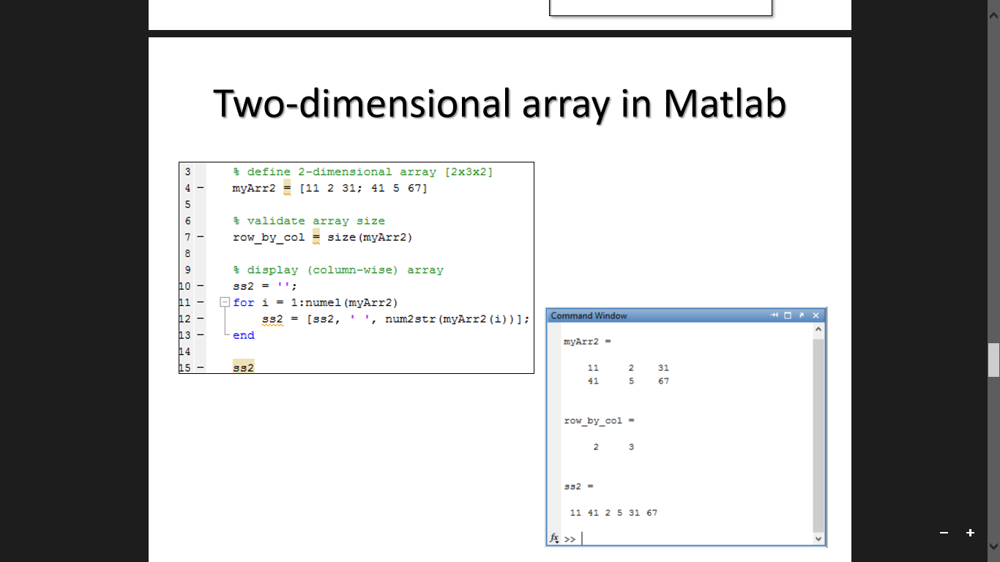 Two-dimensional array in Matlab
3 % define 2-dimensional array [2x3x2]
4 – myArr2 = [11 2 31; 41 5 67]
5
6 % validate array size
7 – row_by_col = size(myArr2)
8
9 % display (column-wise) array
10 – ss2 = '';
11 – for i = 1:numel(myArr2)
12 – ss2 = [ss2, ' ', num2str(myArr2(i))];
13 – end
14
15 – ss2
Command Window
myArr2 =
11 2 31
41 5 67
row_by_col =
2 3
ss2 =
11 41 2 5 31 67
fx >>